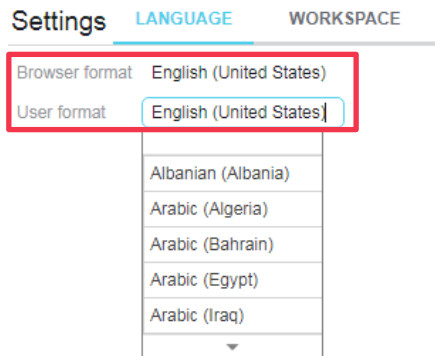 Settings LANGUAGE WORKSPACE
Browser format English (United States)
User format English (United States)
Albanian (Albania)
Arabic (Algeria)
Arabic (Bahrain)
Arabic (Egypt)
Arabic (Iraq)